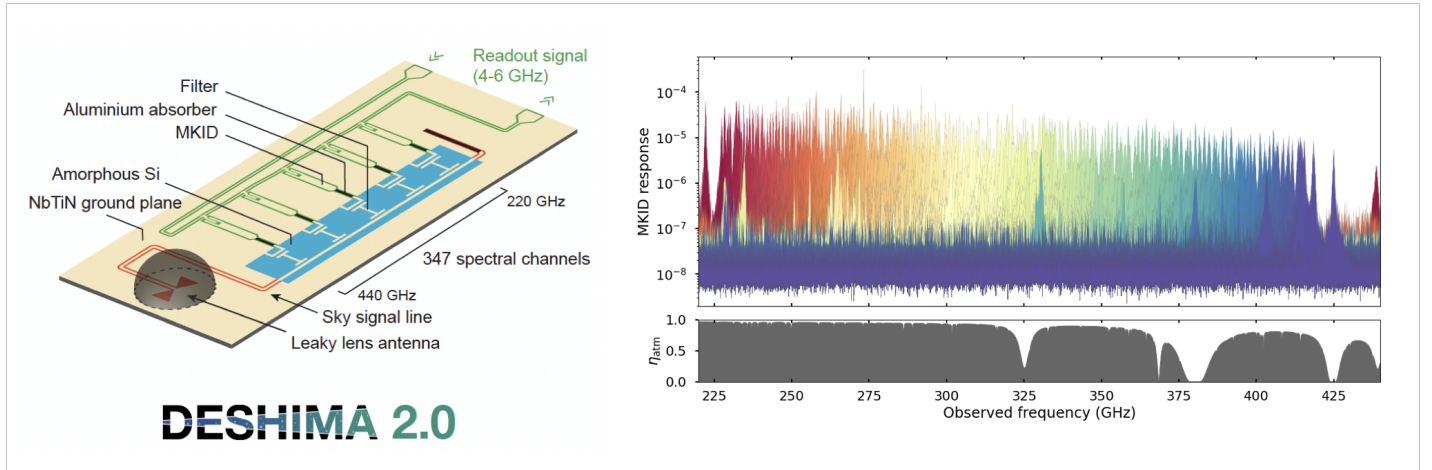 Readout signal
(4-6 GHz)
Filter
Aluminium absorber
MKID
Amorphous Si
NbTiN ground plane
220 GHz
347 spectral channels
440 GHz
Sky signal line
Leaky lens antenna
DESHIMA 2.0
MKID response
10⁻⁴
10⁻⁵
10⁻⁶
10⁻⁷
10⁻⁸
ηatm
1.0
0.5
0.0
225 250 275 300 325 350 375 400 425
Observed frequency (GHz)